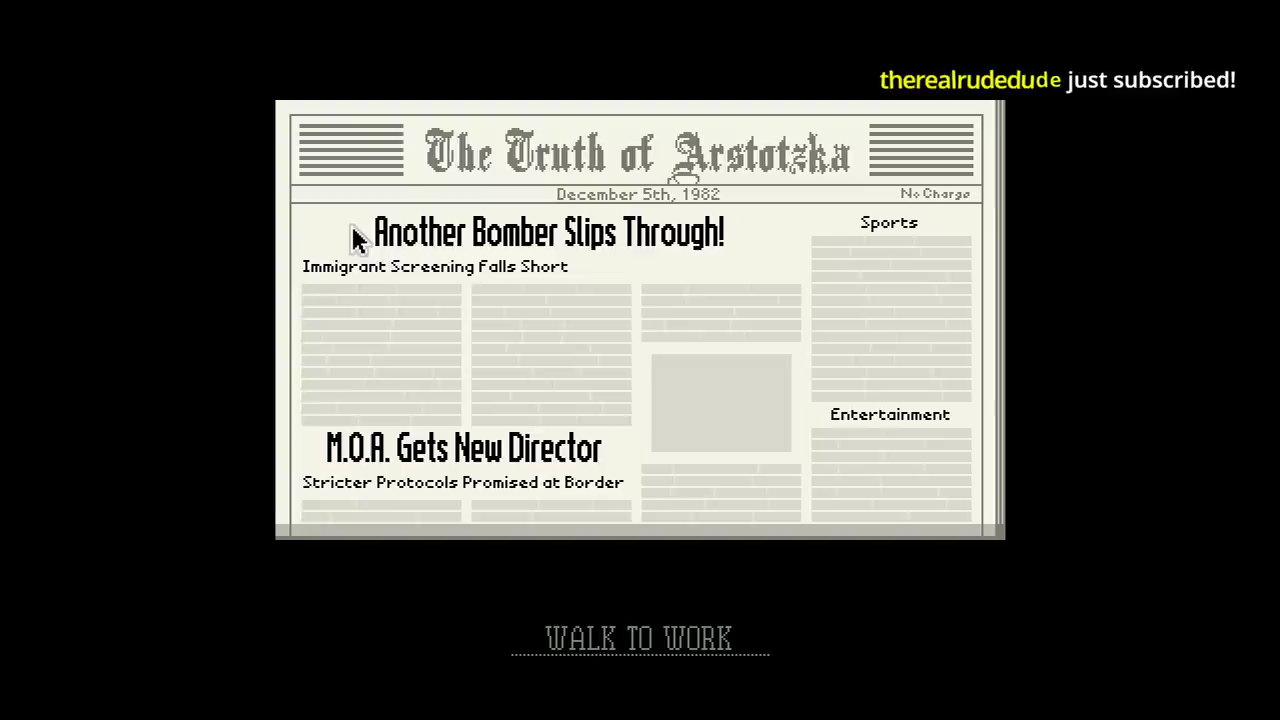 therealrudedude just subscribed!
The Truth of Arstotzka
December 5th, 1982
No Charge
Another Bomber Slips Through!
Immigrant Screening Falls Short
Sports
M.O.A. Gets New Director
Stricter Protocols Promised at Border
Entertainment
WALK TO WORK